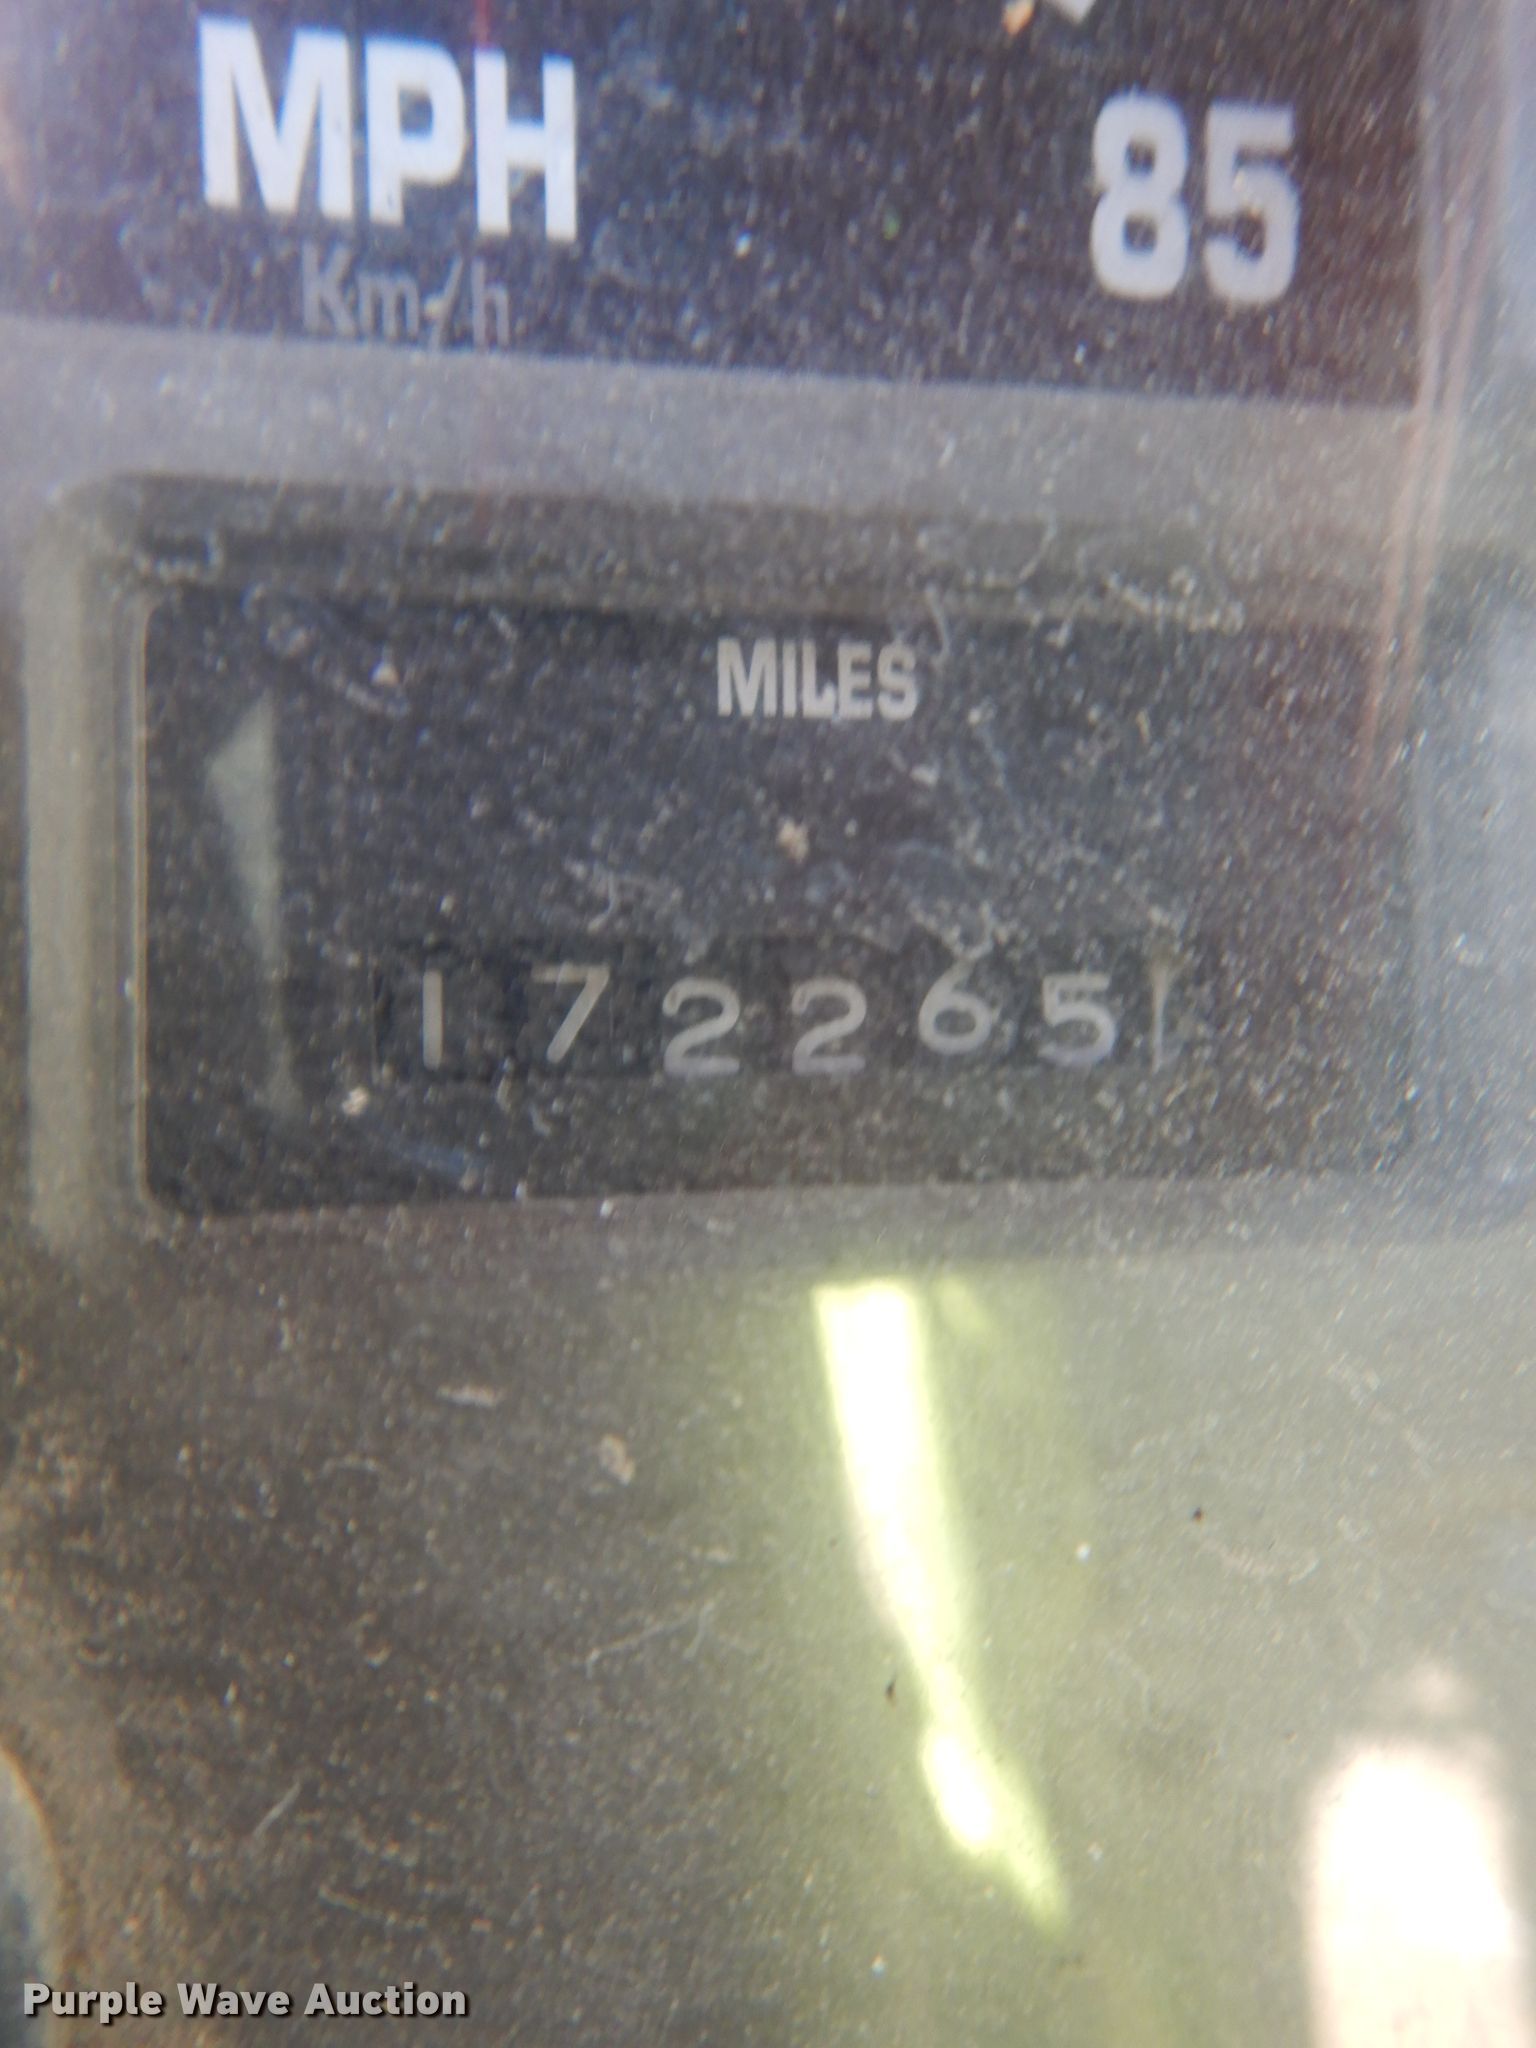 MPH
85
Km/h
MILES
172265
Purple Wave Auction